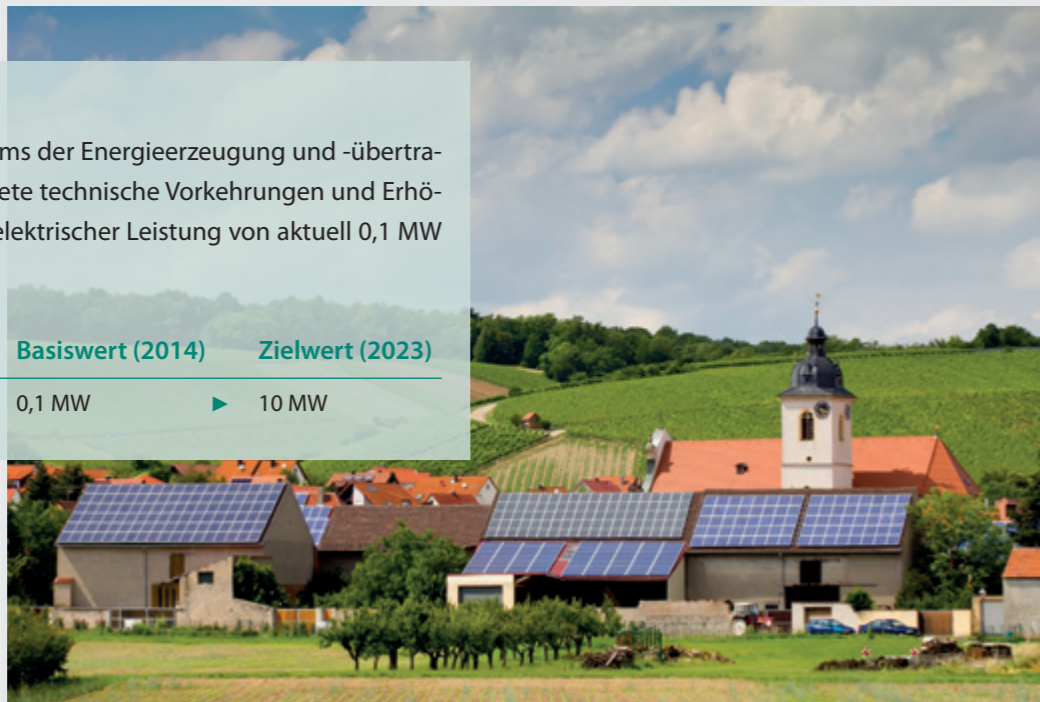 ms der Energieerzeugung und -übertra-
ete technische Vorkehrungen und Erhö-
elektrischer Leistung von aktuell 0,1 MW
Basiswert (2014) Zielwert (2023)
0,1 MW ► 10 MW